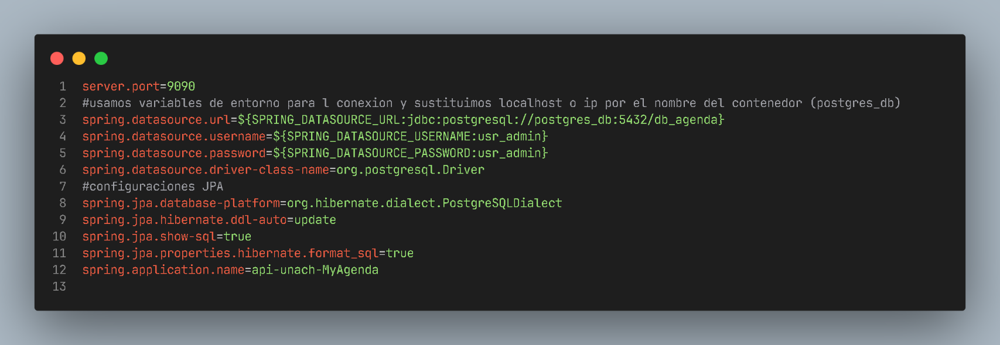 1 server.port=9090
2 #usamos variables de entorno para l conexion y sustituimos localhost o ip por el nombre del contenedor (postgres_db)
3 spring.datasource.url=${SPRING_DATASOURCE_URL:jdbc:postgresql://postgres_db:5432/db_agenda}
4 spring.datasource.username=${SPRING_DATASOURCE_USERNAME:usr_admin}
5 spring.datasource.password=${SPRING_DATASOURCE_PASSWORD:usr_admin}
6 spring.datasource.driver-class-name=org.postgresql.Driver
7 #configuraciones JPA
8 spring.jpa.database-platform=org.hibernate.dialect.PostgreSQLDialect
9 spring.jpa.hibernate.ddl-auto=update
10 spring.jpa.show-sql=true
11 spring.jpa.properties.hibernate.format_sql=true
12 spring.application.name=api-unach-MyAgenda
13